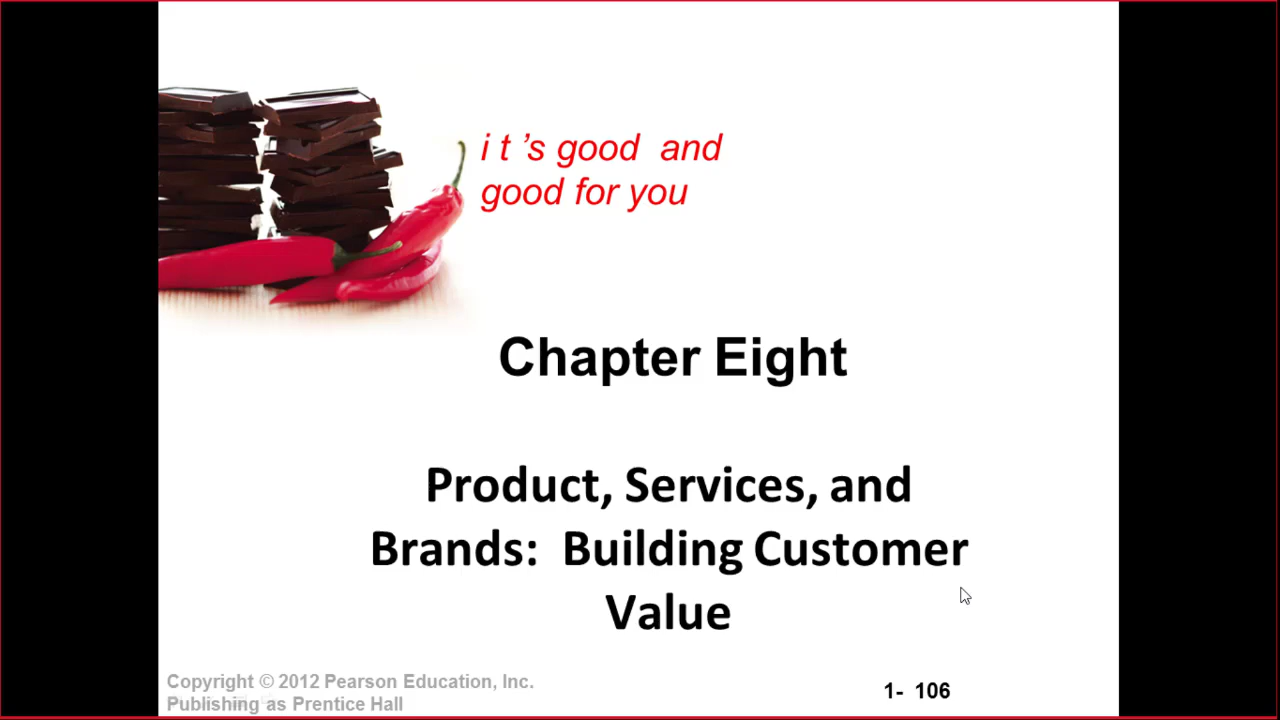 i t ’s good and
good for you
Chapter Eight
Product, Services, and
Brands: Building Customer
Value
Copyright © 2012 Pearson Education, Inc.
Publishing as Prentice Hall
1- 106